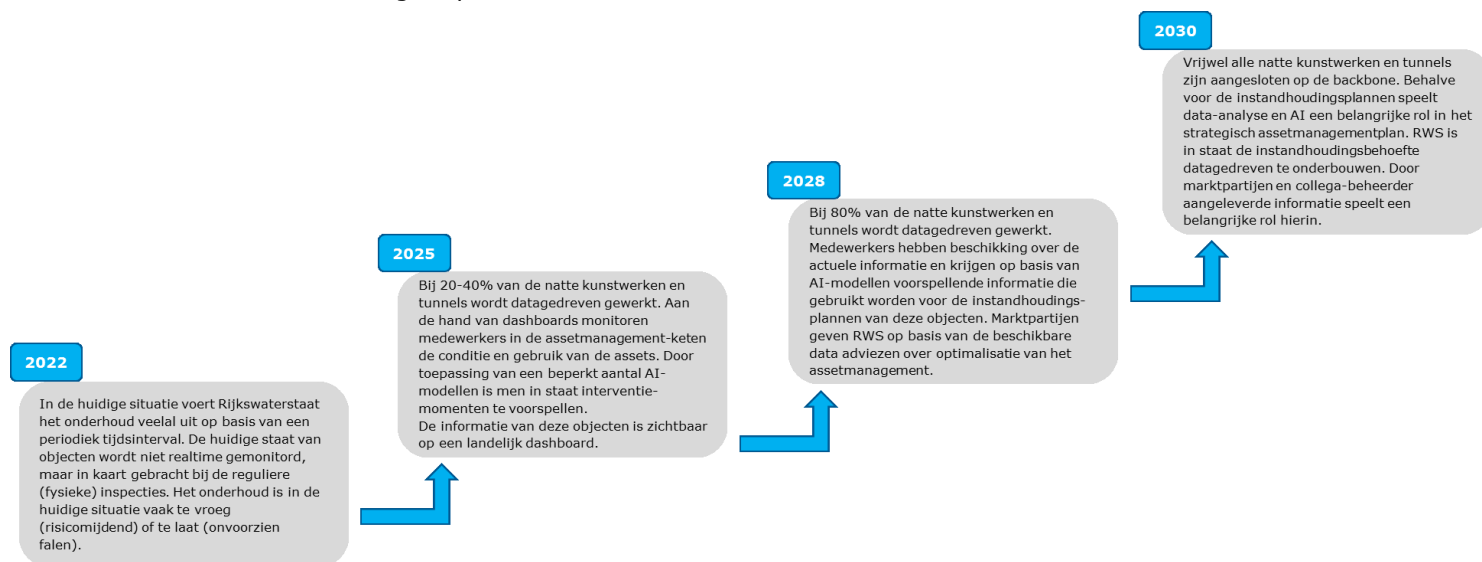 2022
In de huidige situatie voert Rijkswaterstaat
het onderhoud veelal uit op basis van een
periodiek tijdsinterval. De huidige staat van
objecten wordt niet realtime gemonitord,
maar in kaart gebracht bij de reguliere
(fysieke) inspecties. Het onderhoud is in de
huidige situatie vaak te vroeg
(risicomijdend) of te laat (onvoorzien
falen).
2025
Bij 20-40% van de natte kunstwerken en
tunnels wordt datagedreven gewerkt. Aan
de hand van dashboards monitoren
medewerkers in de assetmanagement-keten
de conditie en gebruik van de assets. Door
toepassing van een beperkt aantal AI-
modellen is men in staat interventie-
momenten te voorspellen.
De informatie van deze objecten is zichtbaar
op een landelijk dashboard.
2028
Bij 80% van de natte kunstwerken en
tunnels wordt datagedreven gewerkt.
Medewerkers hebben beschikking over de
actuele informatie en krijgen op basis van
AI-modellen voorspellende informatie die
gebruikt worden voor de instandhoudings-
plannen van deze objecten. Marktpartijen
geven RWS op basis van de beschikbare
data adviezen over optimalisatie van het
assetmanagement.
2030
Vrijwel alle natte kunstwerken en tunnels
zijn aangesloten op de backbone. Behalve
voor de instandhoudingsplannen speelt
data-analyse en AI een belangrijke rol in het
strategisch assetmanagementplan. RWS is
in staat de instandhoudingsbehoefte
datagedreven te onderbouwen. Door
marktpartijen en collega-beheerder
aangeleverde informatie speelt een
belangrijke rol hierin.